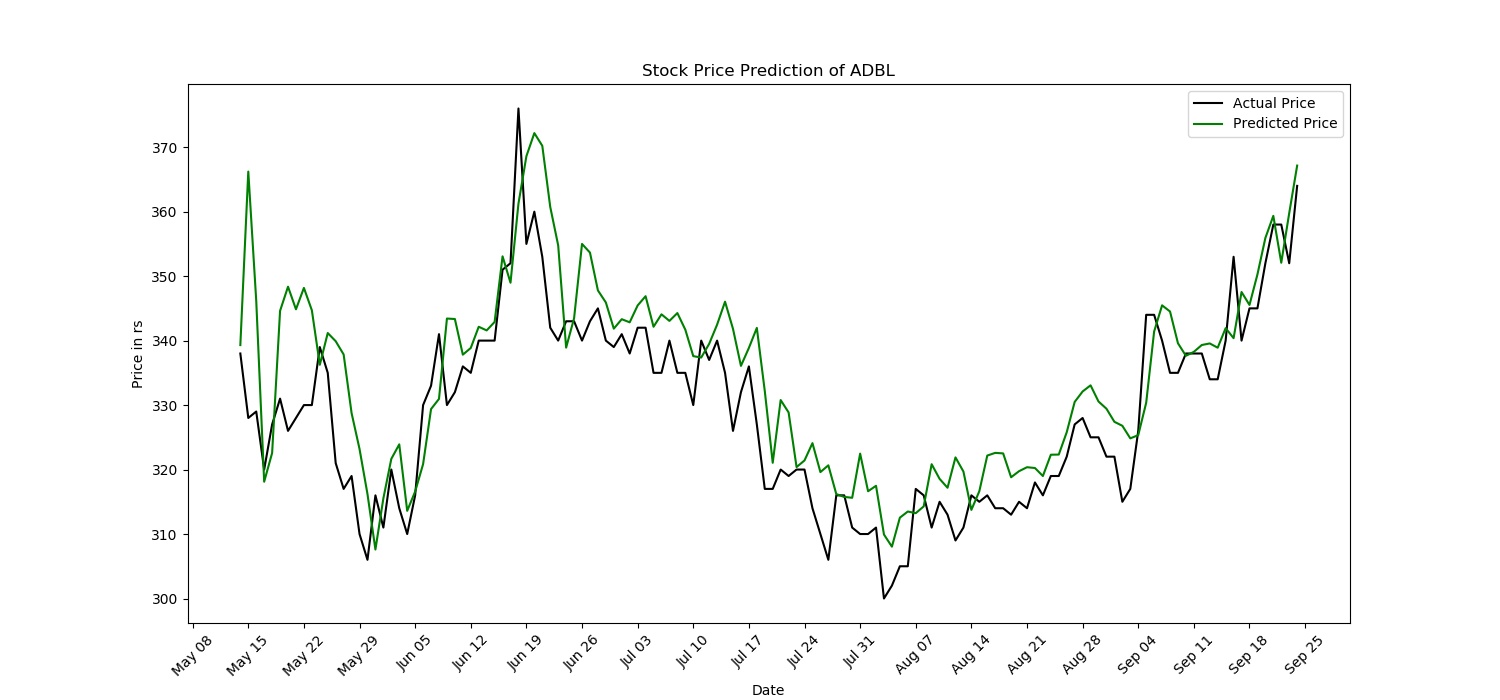 Stock Price Prediction of ADBL
Actual Price
Predicted Price
Price in rs
370
360
350
340
330
320
310
300
May 08
May 15
May 22
May 29
Jun 05
Jun 12
Jun 19
Jun 26
Jul 03
Jul 10
Jul 17
Jul 24
Jul 31
Aug 07
Aug 14
Aug 21
Aug 28
Sep 04
Sep 11
Sep 18
Sep 25
Date